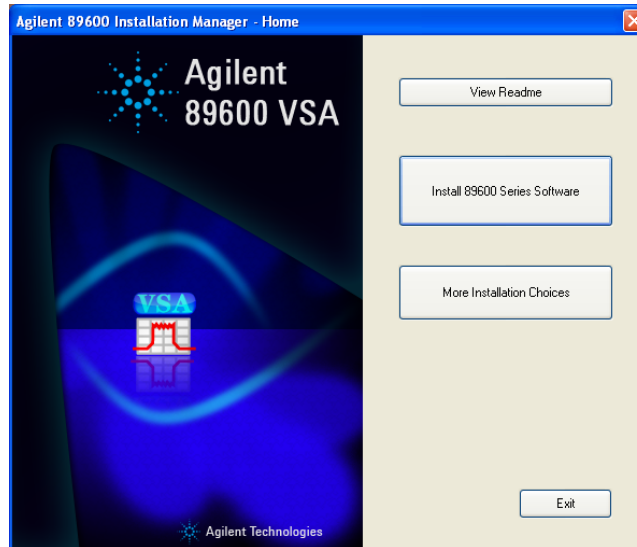 Agilent 89600 Installation Manager - Home
Agilent
89600 VSA
View Readme
Install 89600 Series Software
More Installation Choices
VSA
Exit
Agilent Technologies